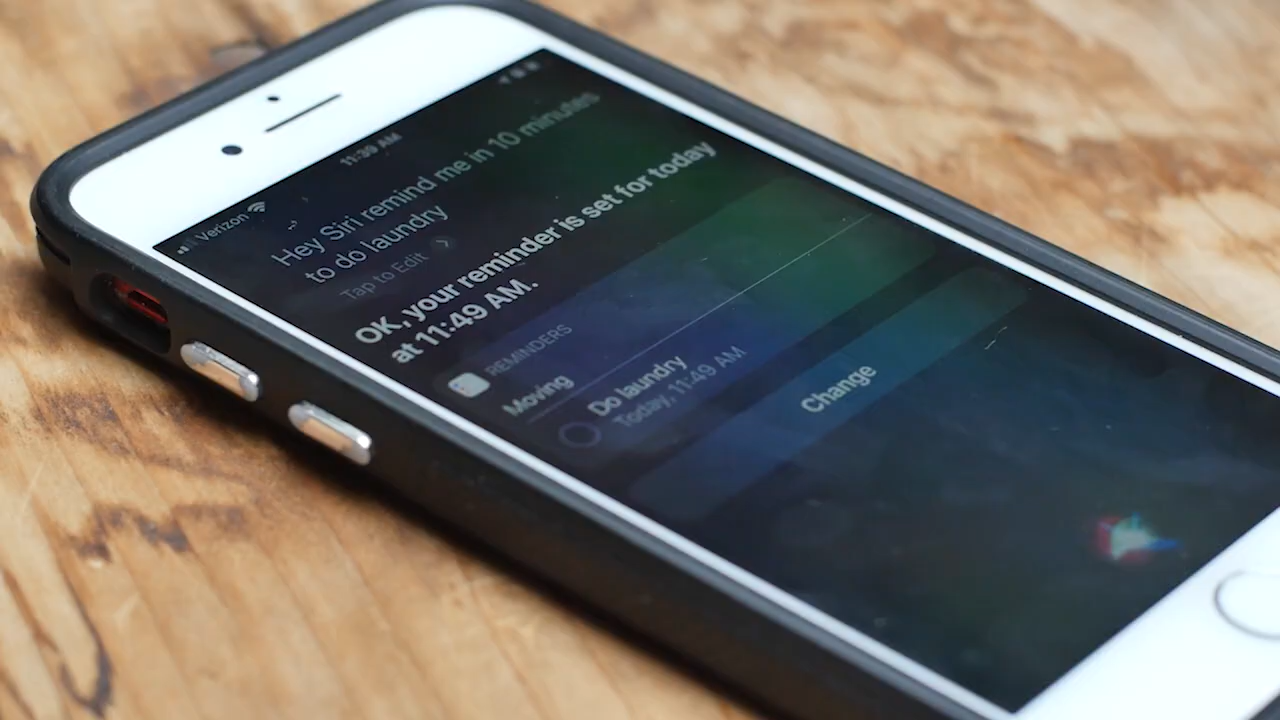 Verizon 11:39 AM
Hey Siri remind me in 10 minutes
to do laundry
Tap to Edit
OK, your reminder is set for today
at 11:49 AM.
REMINDERS
Moving
Do laundry
Today, 11:49 AM
Change